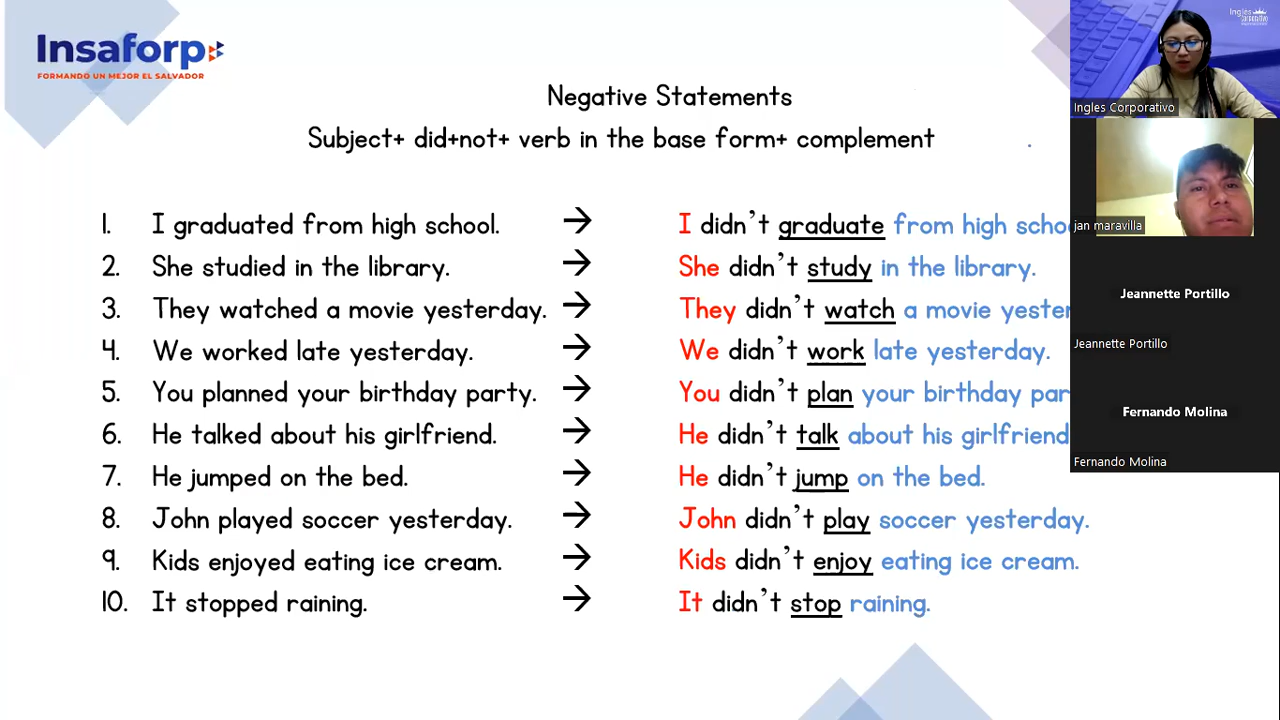 Insaforp
FORMANDO UN MEJOR EL SALVADOR
Negative Statements
Subject+ did+not+ verb in the base form+ complement
1. I graduated from high school. → I didn't graduate from high schoo
2. She studied in the library. → She didn't study in the library.
3. They watched a movie yesterday. → They didn't watch a movie yester
4. We worked late yesterday. → We didn't work late yesterday.
5. You planned your birthday party. → You didn't plan your birthday par
6. He talked about his girlfriend. → He didn't talk about his girlfriend
7. He jumped on the bed. → He didn't jump on the bed.
8. John played soccer yesterday. → John didn't play soccer yesterday.
9. Kids enjoyed eating ice cream. → Kids didn't enjoy eating ice cream.
10. It stopped raining. → It didn't stop raining.
Ingles
Corporativo
Ingles Corporativo
jan maravilla
Jeannette Portillo
Jeannette Portillo
Fernando Molina
Fernando Molina